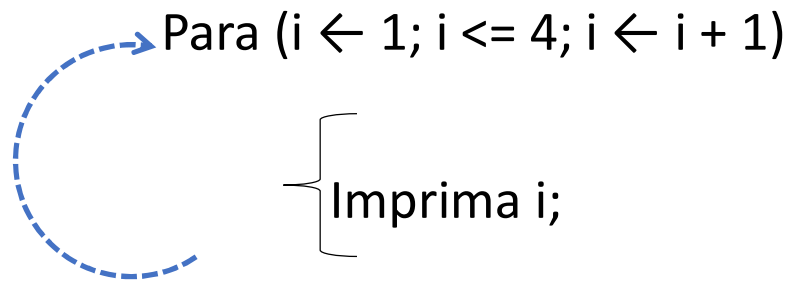 Para (i ← 1; i <= 4; i ← i + 1)
Imprima i;